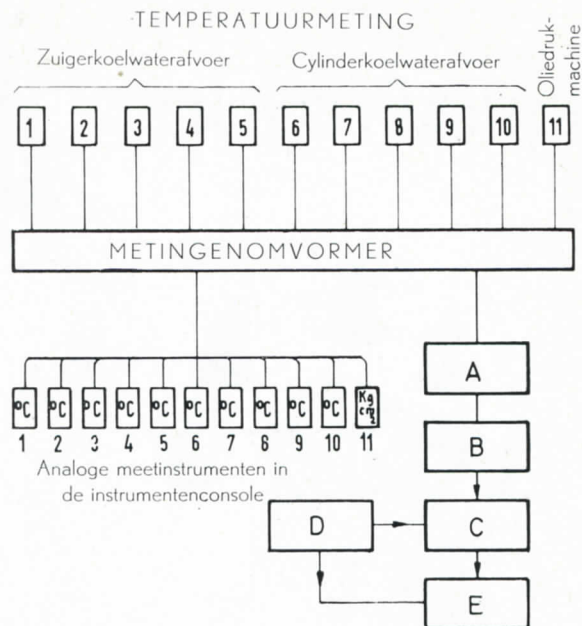 TEMPERATUURMETING
Zuigerkoelwaterafvoer
Cylinderkoelwaterafvoer
Oliedruk-
machine
1 2 3 4 5 6 7 8 9 10 11
METINGENOMVORMER
°C °C °C °C °C °C °C °C °C °C Kg
cm2
1 2 3 4 5 6 7 8 9 10 11
Analoge meetinstrumenten in
de instrumentenconsole
A
B
D
C
E